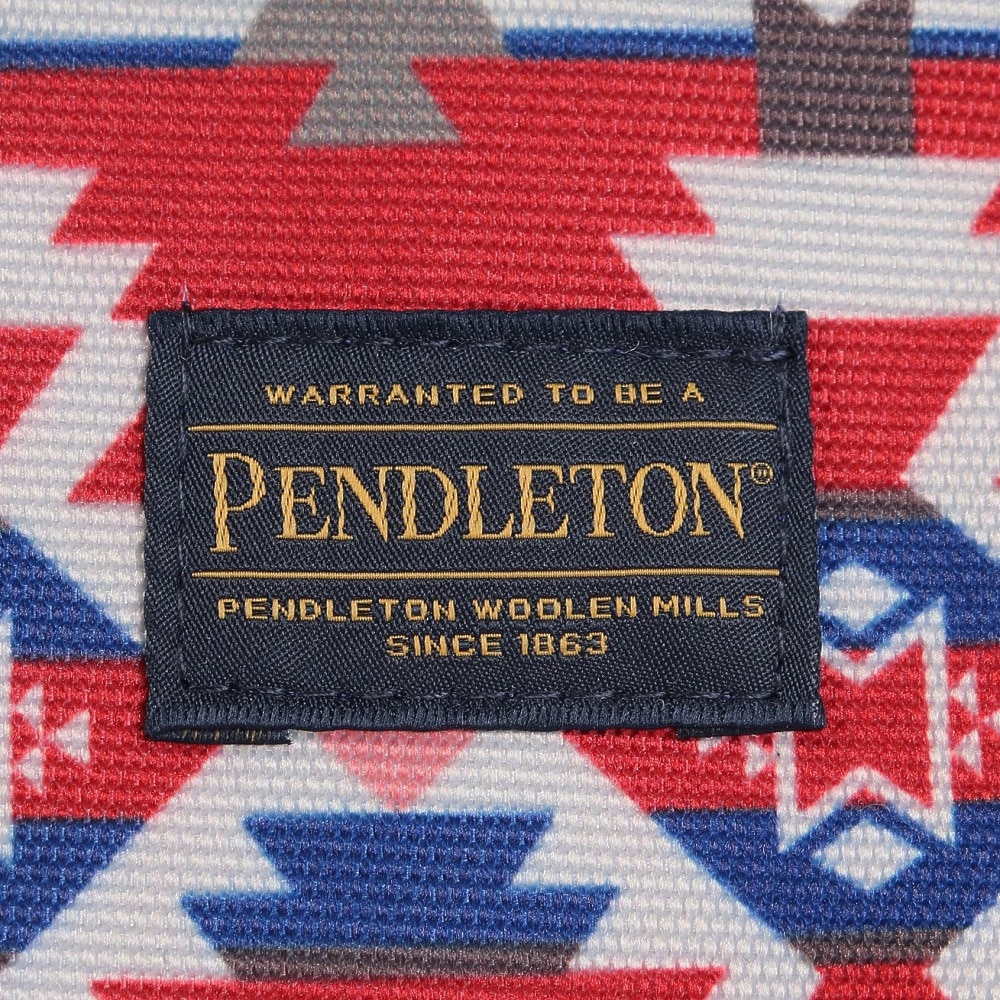 WARRANTED TO BE A
PENDLETON®
PENDLETON WOOLEN MILLS
SINCE 1863